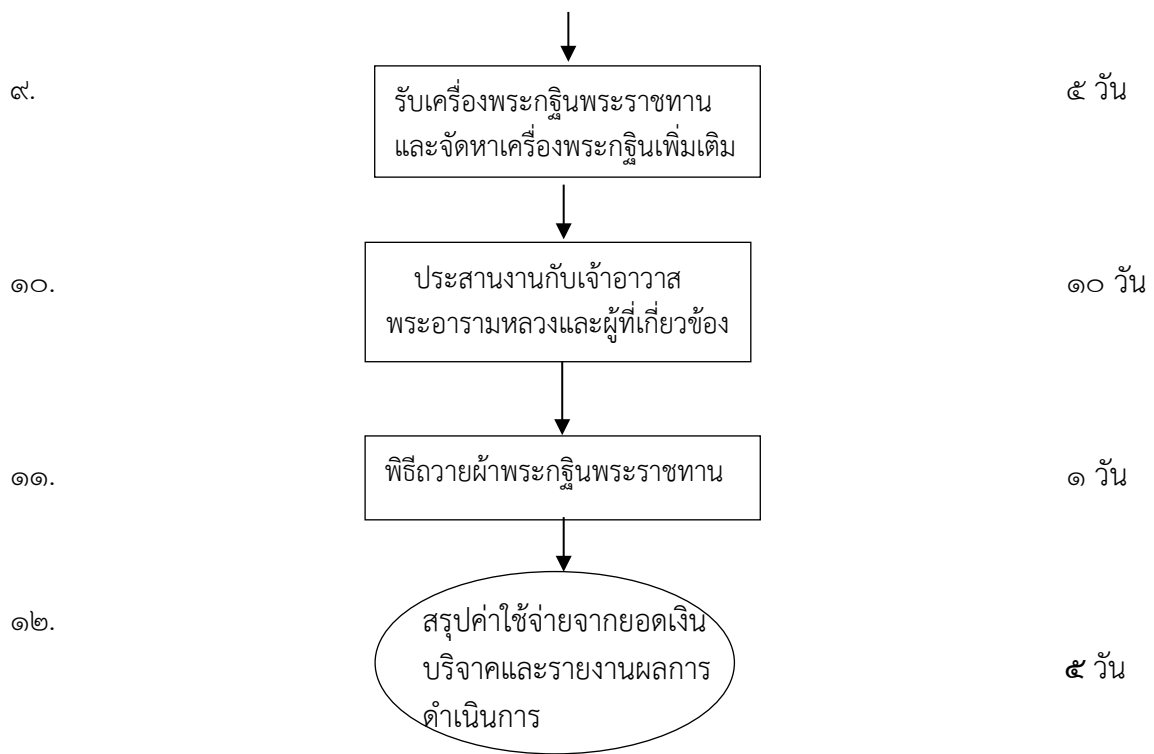 ๙.
รับเครื่องพระกฐินพระราชทาน
และจัดหาเครื่องพระกฐินเพิ่มเติม
๕ วัน
๑๐.
ประสานงานกับเจ้าอาวาส
พระอารามหลวงและผู้ที่เกี่ยวข้อง
๑๐ วัน
๑๑.
พิธีถวายผ้าพระกฐินพระราชทาน
๑ วัน
๑๒.
สรุปค่าใช้จ่ายจากยอดเงิน
บริจาคและรายงานผลการ
ดำเนินการ
๕ วัน